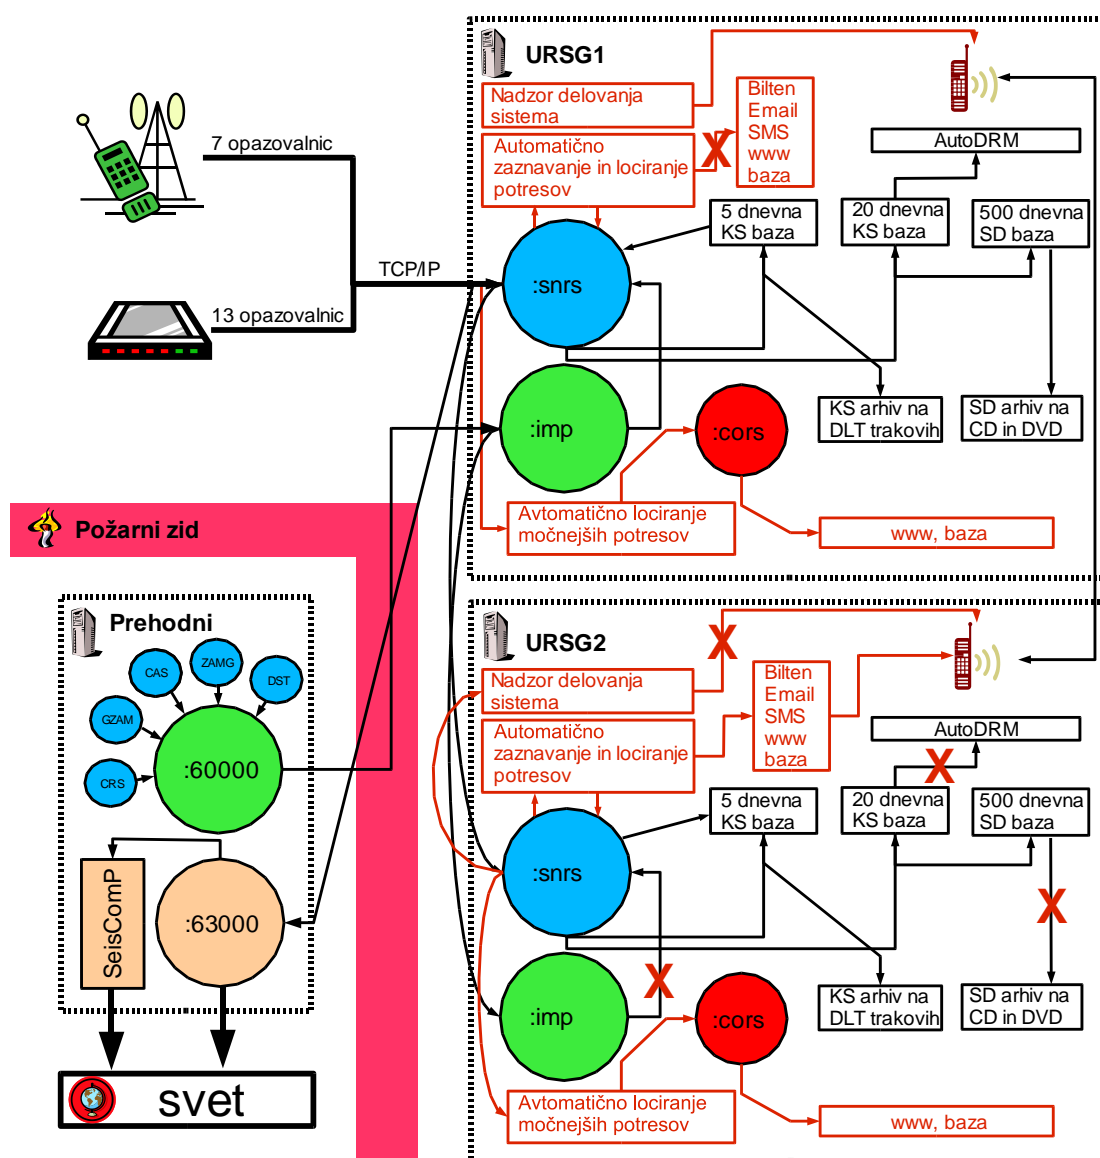 URSG1
Nadzor delovanja
sistema
Bilten
Email
SMS
www
baza
Automatično
zaznavanje in lociranje
potresov
X
AutoDRM
7 opazovalnic
5 dnevna
KS baza
20 dnevna
KS baza
500 dnevna
SD baza
TCP/IP
:snrs
13 opazovalnic
:imp
:cors
KS arhiv na
DLT trakovih
SD arhiv na
CD in DVD
Avtomatično lociranje
močnejših potresov
www, baza
Požarni zid
Prehodni
CAS
ZAMG
DST
GZAM
CRS
:60000
SeisComP
:63000
svet
URSG2
X
Nadzor delovanja
sistema
Bilten
Email
SMS
www
baza
Automatično
zaznavanje in lociranje
potresov
AutoDRM
X
5 dnevna
KS baza
20 dnevna
KS baza
500 dnevna
SD baza
:snrs
X
X
:imp
:cors
KS arhiv na
DLT trakovih
SD arhiv na
CD in DVD
Avtomatično lociranje
močnejših potresov
www, baza